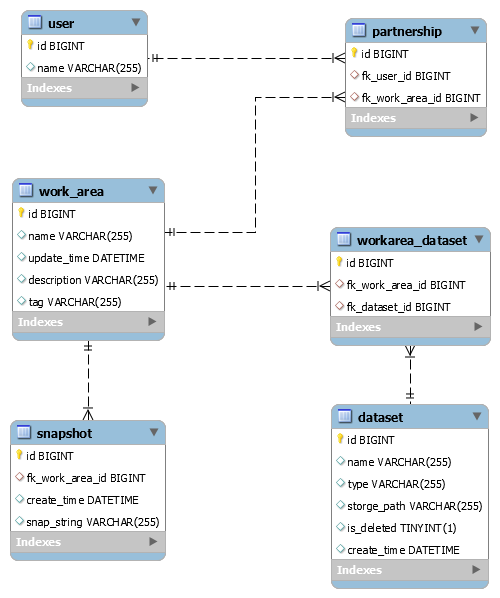 user
id BIGINT
name VARCHAR(255)
Indexes
partnership
id BIGINT
fk_user_id BIGINT
fk_work_area_id BIGINT
Indexes
work_area
id BIGINT
name VARCHAR(255)
update_time DATETIME
description VARCHAR(255)
tag VARCHAR(255)
Indexes
workarea_dataset
id BIGINT
fk_work_area_id BIGINT
fk_dataset_id BIGINT
Indexes
snapshot
id BIGINT
fk_work_area_id BIGINT
create_time DATETIME
snap_string VARCHAR(255)
Indexes
dataset
id BIGINT
name VARCHAR(255)
type VARCHAR(255)
storge_path VARCHAR(255)
is_deleted TINYINT(1)
create_time DATETIME
Indexes